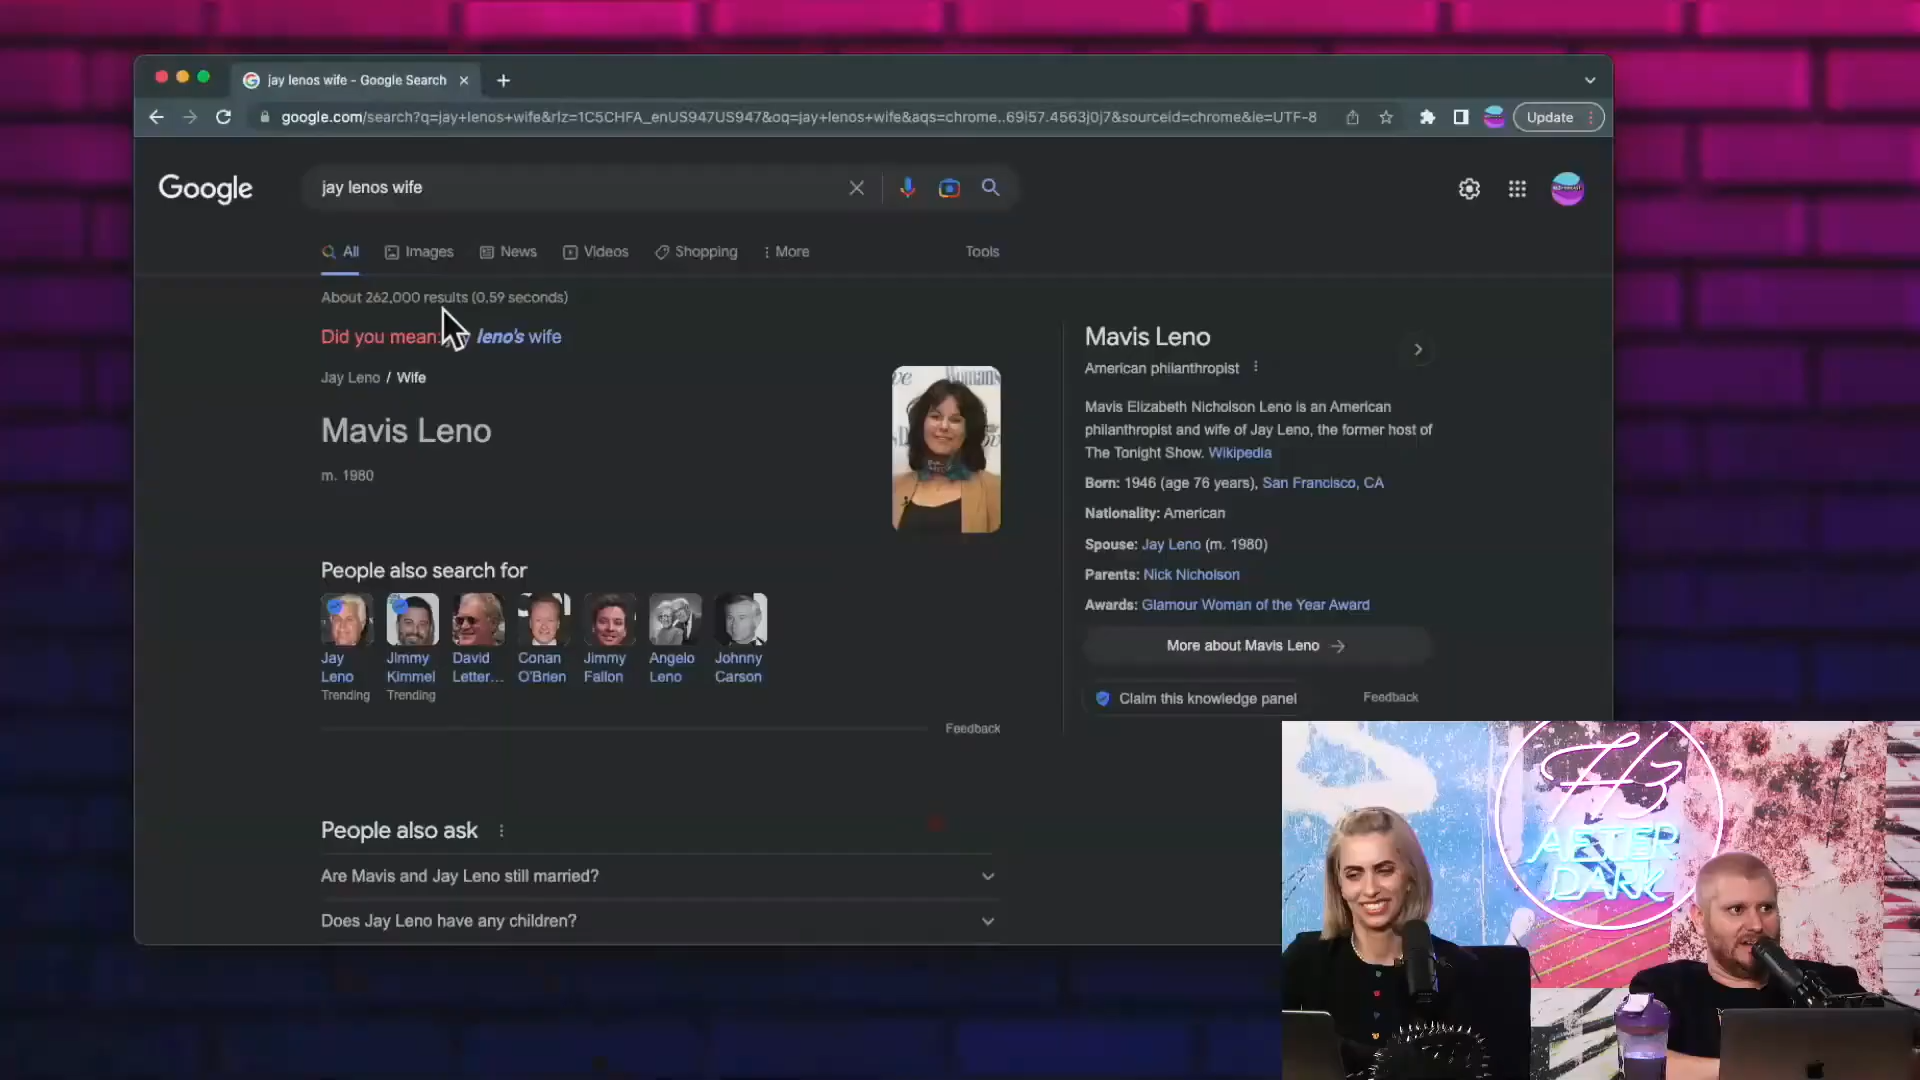 jay lenos wife - Google Search
google.com/search?q=jay+lenos+wife&rlz=1C5CHFA_enUS947US947&oq=jay+lenos+wife&aqs=chrome..69i57.4563j0j7&sourceid=chrome&ie=UTF-8
Update
Google
jay lenos wife
All
Images
News
Videos
Shopping
More
Tools
About 262,000 results (0.59 seconds)
Did you mean: leno's wife
Jay Leno / Wife
Mavis Leno
m. 1980
People also search for
Jay Leno
Trending
Jimmy Kimmel
Trending
David Letter...
Conan O'Brien
Jimmy Fallon
Angelo Leno
Johnny Carson
Feedback
People also ask
Are Mavis and Jay Leno still married?
Does Jay Leno have any children?
Mavis Leno
American philanthropist
Mavis Elizabeth Nicholson Leno is an American
philanthropist and wife of Jay Leno, the former host of
The Tonight Show. Wikipedia
Born: 1946 (age 76 years), San Francisco, CA
Nationality: American
Spouse: Jay Leno (m. 1980)
Parents: Nick Nicholson
Awards: Glamour Woman of the Year Award
More about Mavis Leno
Claim this knowledge panel
Feedback
H3
AFTER
DARK